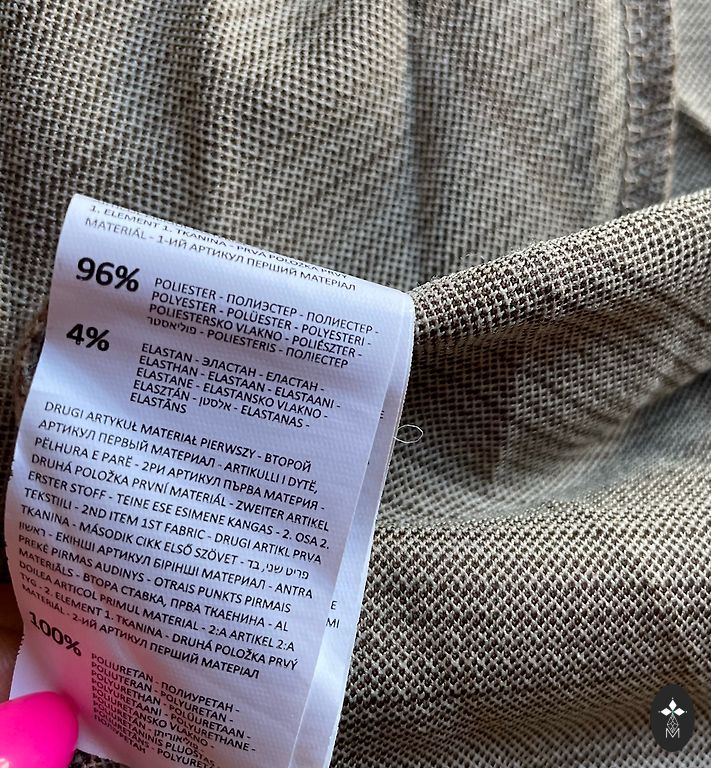 1. ELEMENT 1. TKANINA - PRVÁ POLOŽKA PRVÝ
MATERIÁL - 1-ИЙ АРТИКУЛ ПЕРШИЙ МАТЕРІАЛ
96%
POLIESTER - ПОЛИЭСТЕР - ПОЛИЕСТЕР -
POLYESTER - POLÜESTER - POLYESTERI -
POLIESTERSKO VLAKNO - POLIÉSZTER -
פוליאסטר - POLIESTERIS - ПОЛІЕСТЕР
4%
ELASTAN - ЭЛАСТАН - ЕЛАСТАН -
ELASTHAN - ELASTAAN - ELASTAANI -
ELASTANE - ELASTANSKO VLAKNO -
ELASZTÁN - אלסטן - ELASTANAS -
ELASTĀNS
DRUGI ARTYKUŁ MATERIAŁ PIERWSZY - ВТОРОЙ
АРТИКУЛ ПЕРВЫЙ МАТЕРИАЛ - ARTIKULLI I DYTË,
PËLHURA E PARË - 2РИ АРТИКУЛ ПЪРВА МАТЕРИЯ -
DRUHÁ POLOŽKA PRVNÍ MATERIÁL - ZWEITER ARTIKEL
ERSTER STOFF - TEINE ESE ESIMENE KANGAS - 2. OSA 2.
TEKSTIILI - 2ND ITEM 1ST FABRIC - DRUGI ARTIKL PRVA
TKANINA - MÁSODIK CIKK ELSŐ SZÖVET - פריט שני, בד
ראשון - ЕКІНШІ АРТИКУЛ БІРІНШІ МАТЕРИАЛ - ANTRA
PREKĖ PIRMAS AUDINYS - OTRAIS PUNKTS PIRMAIS
MATERIĀLS - ВТОРА СТАВКА, ПРВА ТКАЕНИНА - AL
DOILEA ARTICOL PRIMUL MATERIAL - 2:A ARTIKEL 2:A
TYG - 2. ELEMENT 1. TKANINA - DRUHÁ POLOŽKA PRVÝ
MATERIÁL - 2-ИЙ АРТИКУЛ ПЕРШИЙ МАТЕРІАЛ
100%
POLIURETAN - ПОЛИУРЕТАН -
POLIUTERAN - ПОЛИУРЕТАН -
POLYURETHAN - POLÜURETAAN -
POLYURETAANI - POLYURETHANE -
POLIURETANSKO VLAKNO -